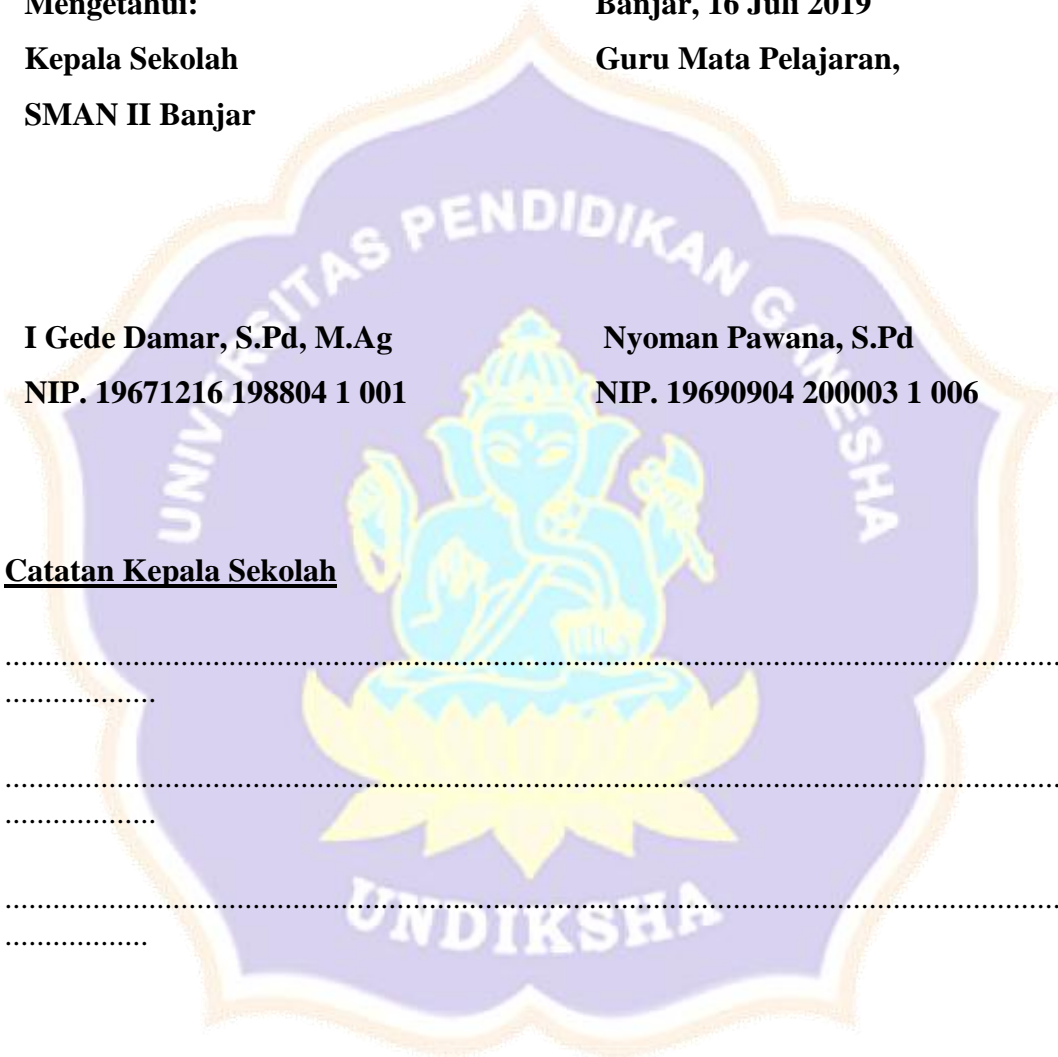 Mengetahui: Banjar, 16 Juli 2019
Kepala Sekolah Guru Mata Pelajaran,
SMAN II Banjar
UNIVERSITAS PENDIDIKAN GANESHA
I Gede Damar, S.Pd, M.Ag Nyoman Pawana, S.Pd
NIP. 19671216 198804 1 001 NIP. 19690904 200003 1 006
Catatan Kepala Sekolah
UNDIKSHA